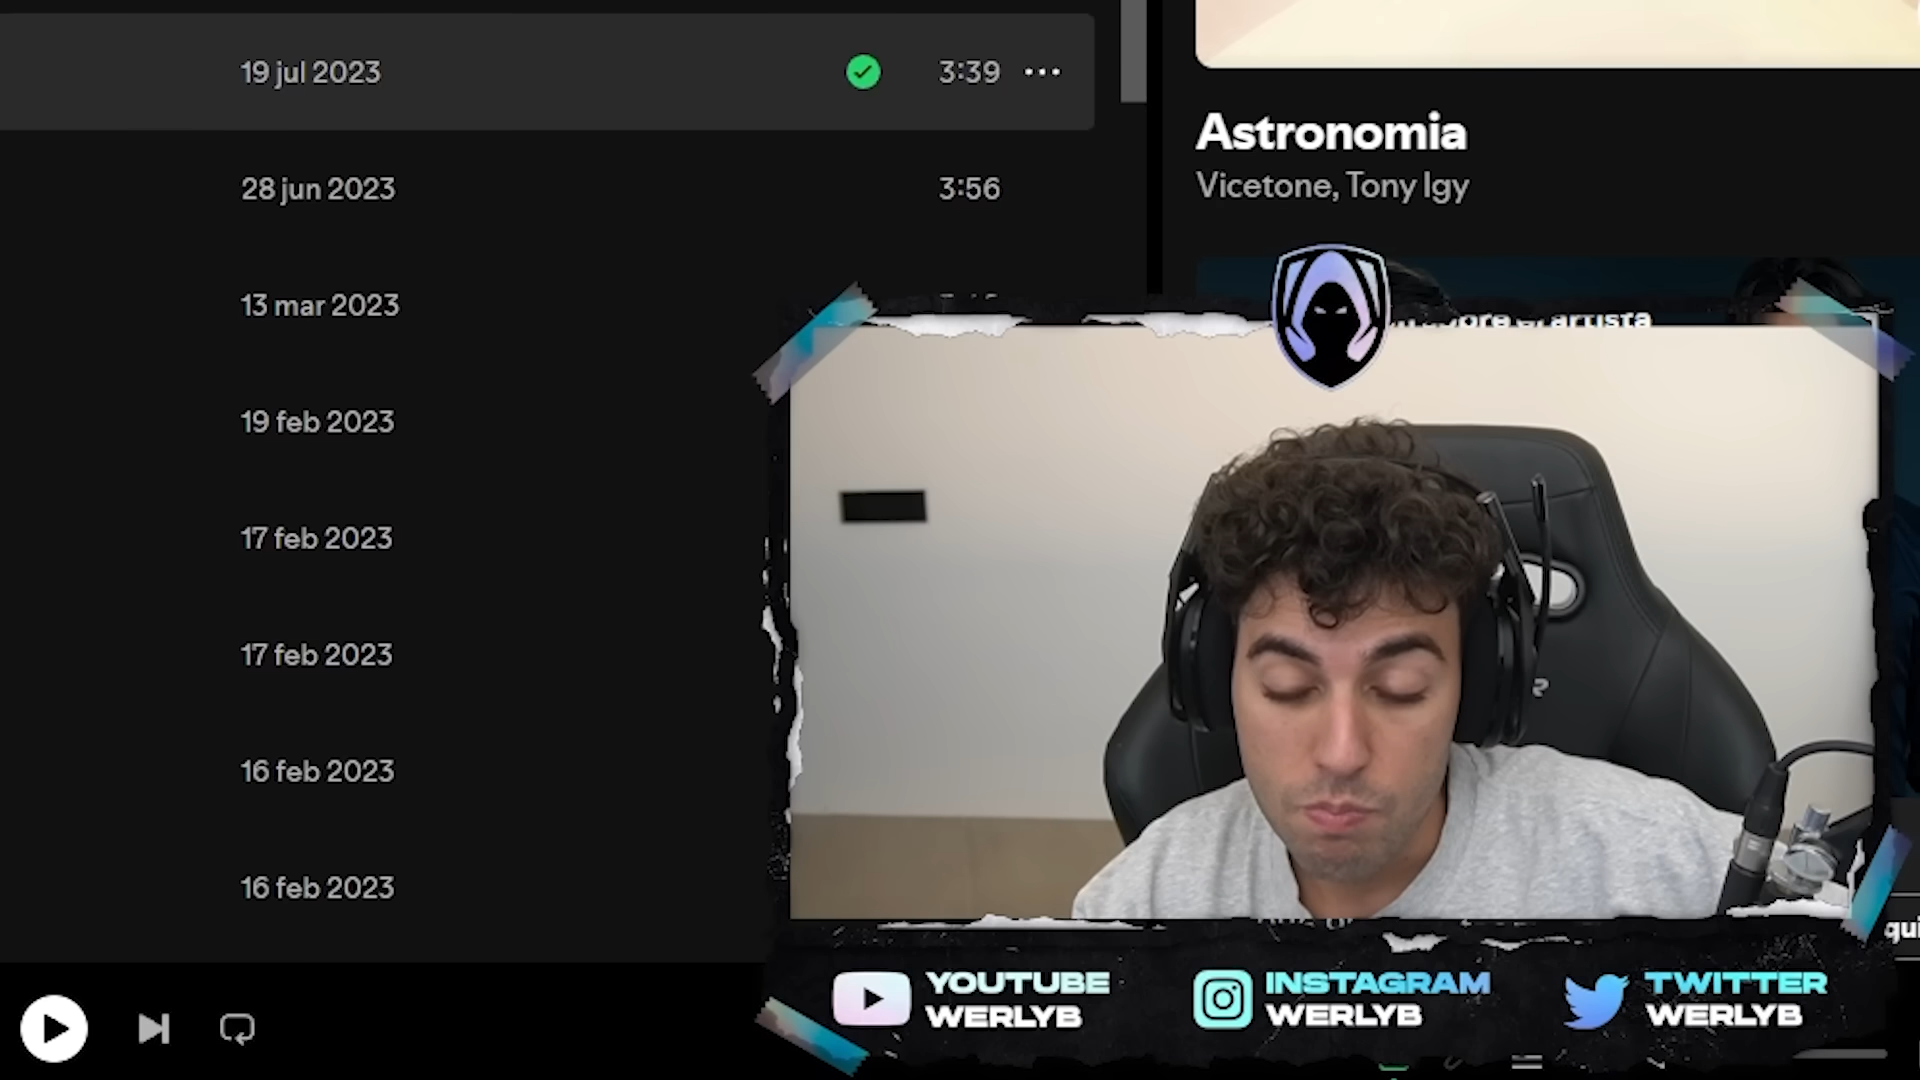 19 jul 2023 3:39
28 jun 2023 3:56
13 mar 2023
19 feb 2023
17 feb 2023
17 feb 2023
16 feb 2023
16 feb 2023
Astronomia
Vicetone, Tony Igy
artista
YOUTUBE
WERLYB
INSTAGRAM
WERLYB
TWITTER
WERLYB